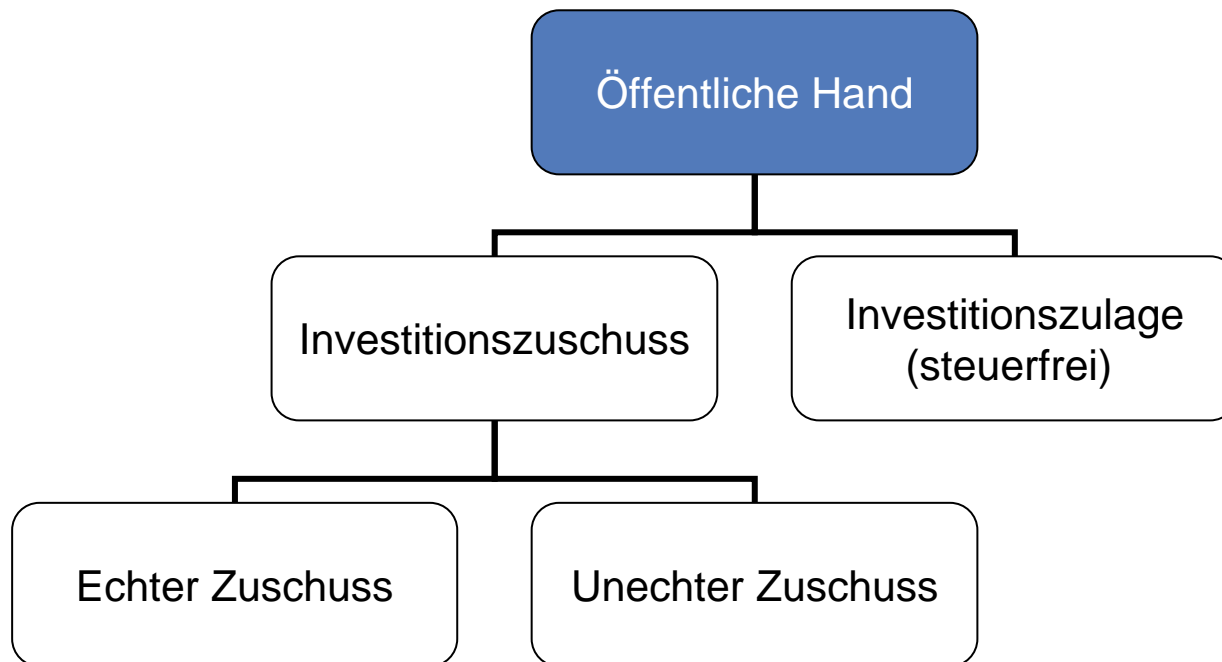 Öffentliche Hand
Investitionszuschuss
Investitionszulage
(steuerfrei)
Echter Zuschuss
Unechter Zuschuss